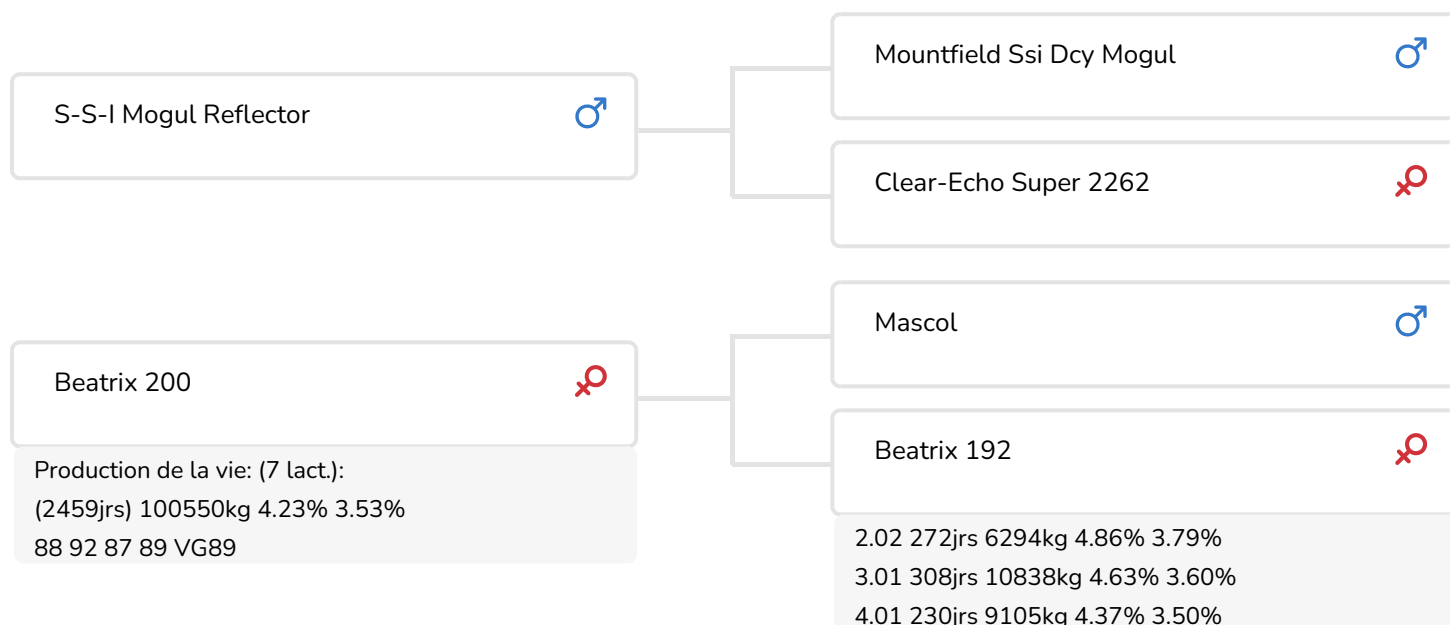 S-S-I Mogul Reflector
Mountfield Ssi Dcy Mogul
Clear-Echo Super 2262
Beatrix 200
Production de la vie: (7 lact.):
(2459jrs) 100550kg 4.23% 3.53%
88 92 87 89 VG89
Mascol
Beatrix 192
2.02 272jrs 6294kg 4.86% 3.79%
3.01 308jrs 10838kg 4.63% 3.60%
4.01 230jrs 9105kg 4.37% 3.50%